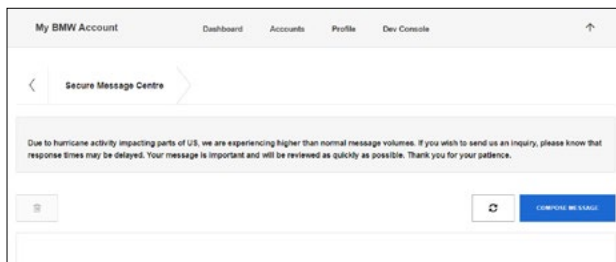 My BMW Account Dashboard Accounts Profile Dev Console
Secure Message Centre
Due to hurricane activity impacting parts of US, we are experiencing higher than normal message volumes. If you wish to send us an inquiry, please know that
response times may be delayed. Your message is important and will be reviewed as quickly as possible. Thank you for your patience.
COMPOSE MESSAGE